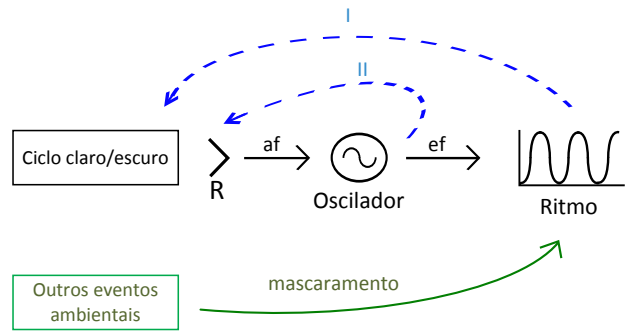 I
II
Ciclo claro/escuro
R
af
Oscilador
ef
Ritmo
mascaramento
Outros eventos
ambientais